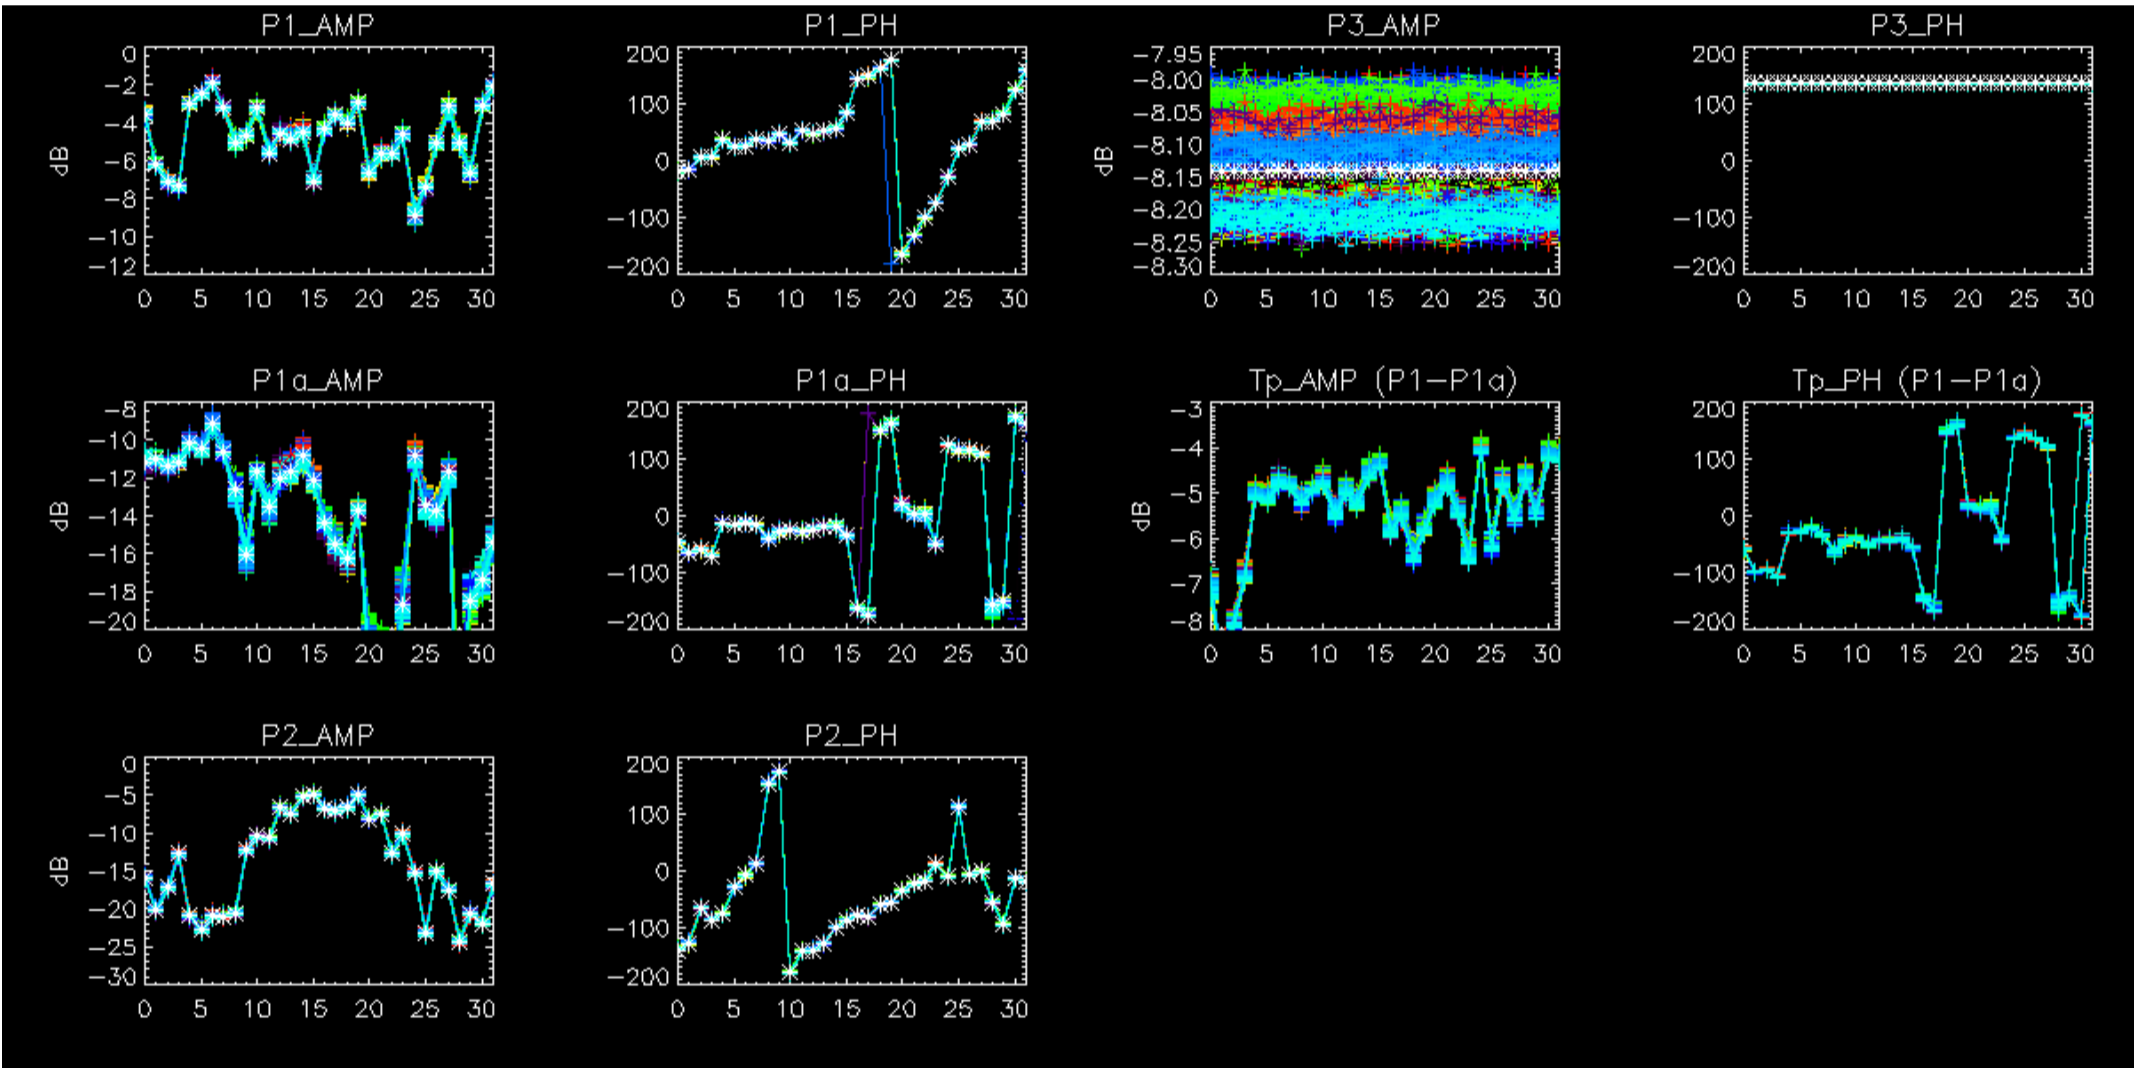 P1_AMP
P1_PH
P3_AMP
P3_PH
dB
0
−2
−4
−6
−8
−10
−12
0 5 10 15 20 25 30
200
100
0
−100
−200
0 5 10 15 20 25 30
dB
−7.95
−8.00
−8.05
−8.10
−8.15
−8.20
−8.25
−8.30
0 5 10 15 20 25 30
200
100
0
−100
−200
0 5 10 15 20 25 30
P1a_AMP
P1a_PH
Tp_AMP (P1−P1a)
Tp_PH (P1−P1a)
dB
−8
−10
−12
−14
−16
−18
−20
0 5 10 15 20 25 30
200
100
0
−100
−200
0 5 10 15 20 25 30
dB
−3
−4
−5
−6
−7
−8
0 5 10 15 20 25 30
200
100
0
−100
−200
0 5 10 15 20 25 30
P2_AMP
P2_PH
dB
0
−5
−10
−15
−20
−25
−30
0 5 10 15 20 25 30
200
100
0
−100
−200
0 5 10 15 20 25 30